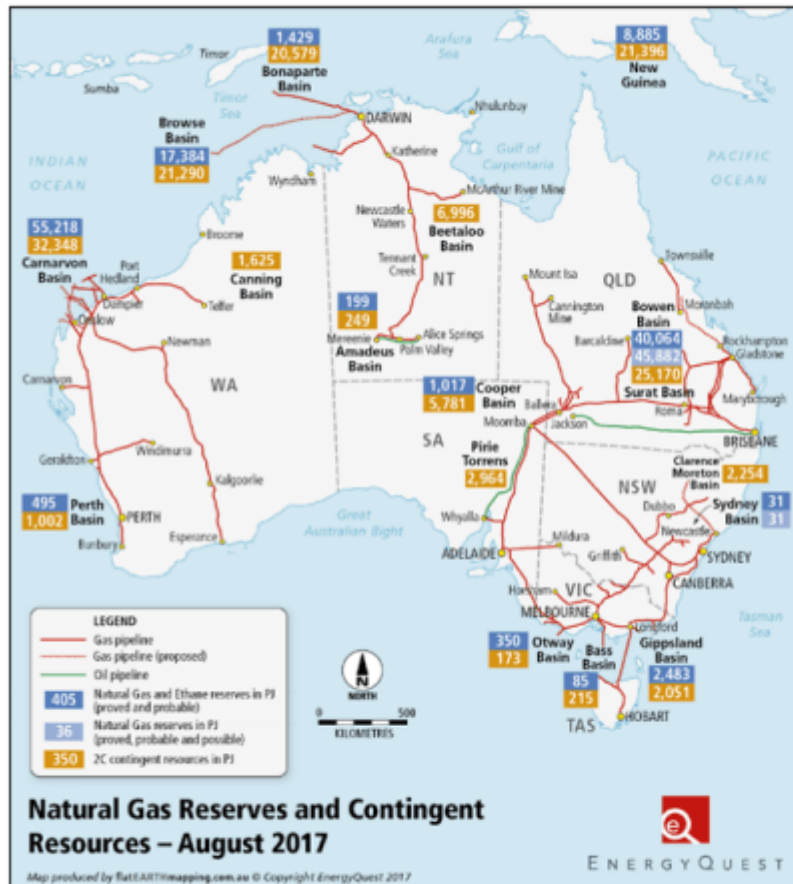 1,429
20,579
Bonaparte
Basin
Timor
Sumba
Timor
Sea
Arafura
Sea
8,885
21,396
New
Guinea
Browse
Basin
17,384
21,290
DARWIN
Nhulunbuy
Katherine
Gulf of
Carpentaria
INDIAN
OCEAN
PACIFIC
OCEAN
Wyndham
McArthur River Mine
Newcastle
Waters
6,996
Beetaloo
Basin
55,218
32,348
Carnarvon
Basin
Broome
Port
Hedland
Dampier
Onslow
1,625
Canning
Basin
Telfer
Tennant
Creek
NT
Mount Isa
QLD
Townsville
Cannington
Mine
Moranbah
199
249
Mereenie
Alice Springs
Palm Valley
Amadeus
Basin
Bowen
Basin
Barcaldine
40,064
45,882
25,170
Surat Basin
Rockhampton
Gladstone
Newman
WA
Carnarvon
1,017
5,781
Cooper
Basin
Ballera
Moomba
Jackson
Roma
Maryborough
BRISBANE
Windimurra
Geraldton
Kalgoorlie
SA
Pirie
Torrens
2,964
Clarence
Moreton
Basin
2,254
NSW
Dubbo
Sydney
Basin
31
31
Newcastle
495
1,002
Perth
Basin
PERTH
Bunbury
Esperance
Great
Australian Bight
Whyalla
ADELAIDE
Mildura
Griffith
SYDNEY
CANBERRA
Horsham
VIC
MELBOURNE
Longford
Tasman
Sea
350
173
Otway
Basin
Bass
Basin
85
215
Gippsland
Basin
2,483
2,051
TAS
HOBART
LEGEND
Gas pipeline
Gas pipeline (proposed)
Oil pipeline
405 Natural Gas and Ethane reserves in PJ
(proved and probable)
36 Natural Gas reserves in PJ
(proved, probable and possible)
350 2C contingent resources in PJ
NORTH
0 500
KILOMETRES
Natural Gas Reserves and Contingent
Resources – August 2017
Map produced by flatEARTHmapping.com.au © Copyright EnergyQuest 2017
e
ENERGYQUEST